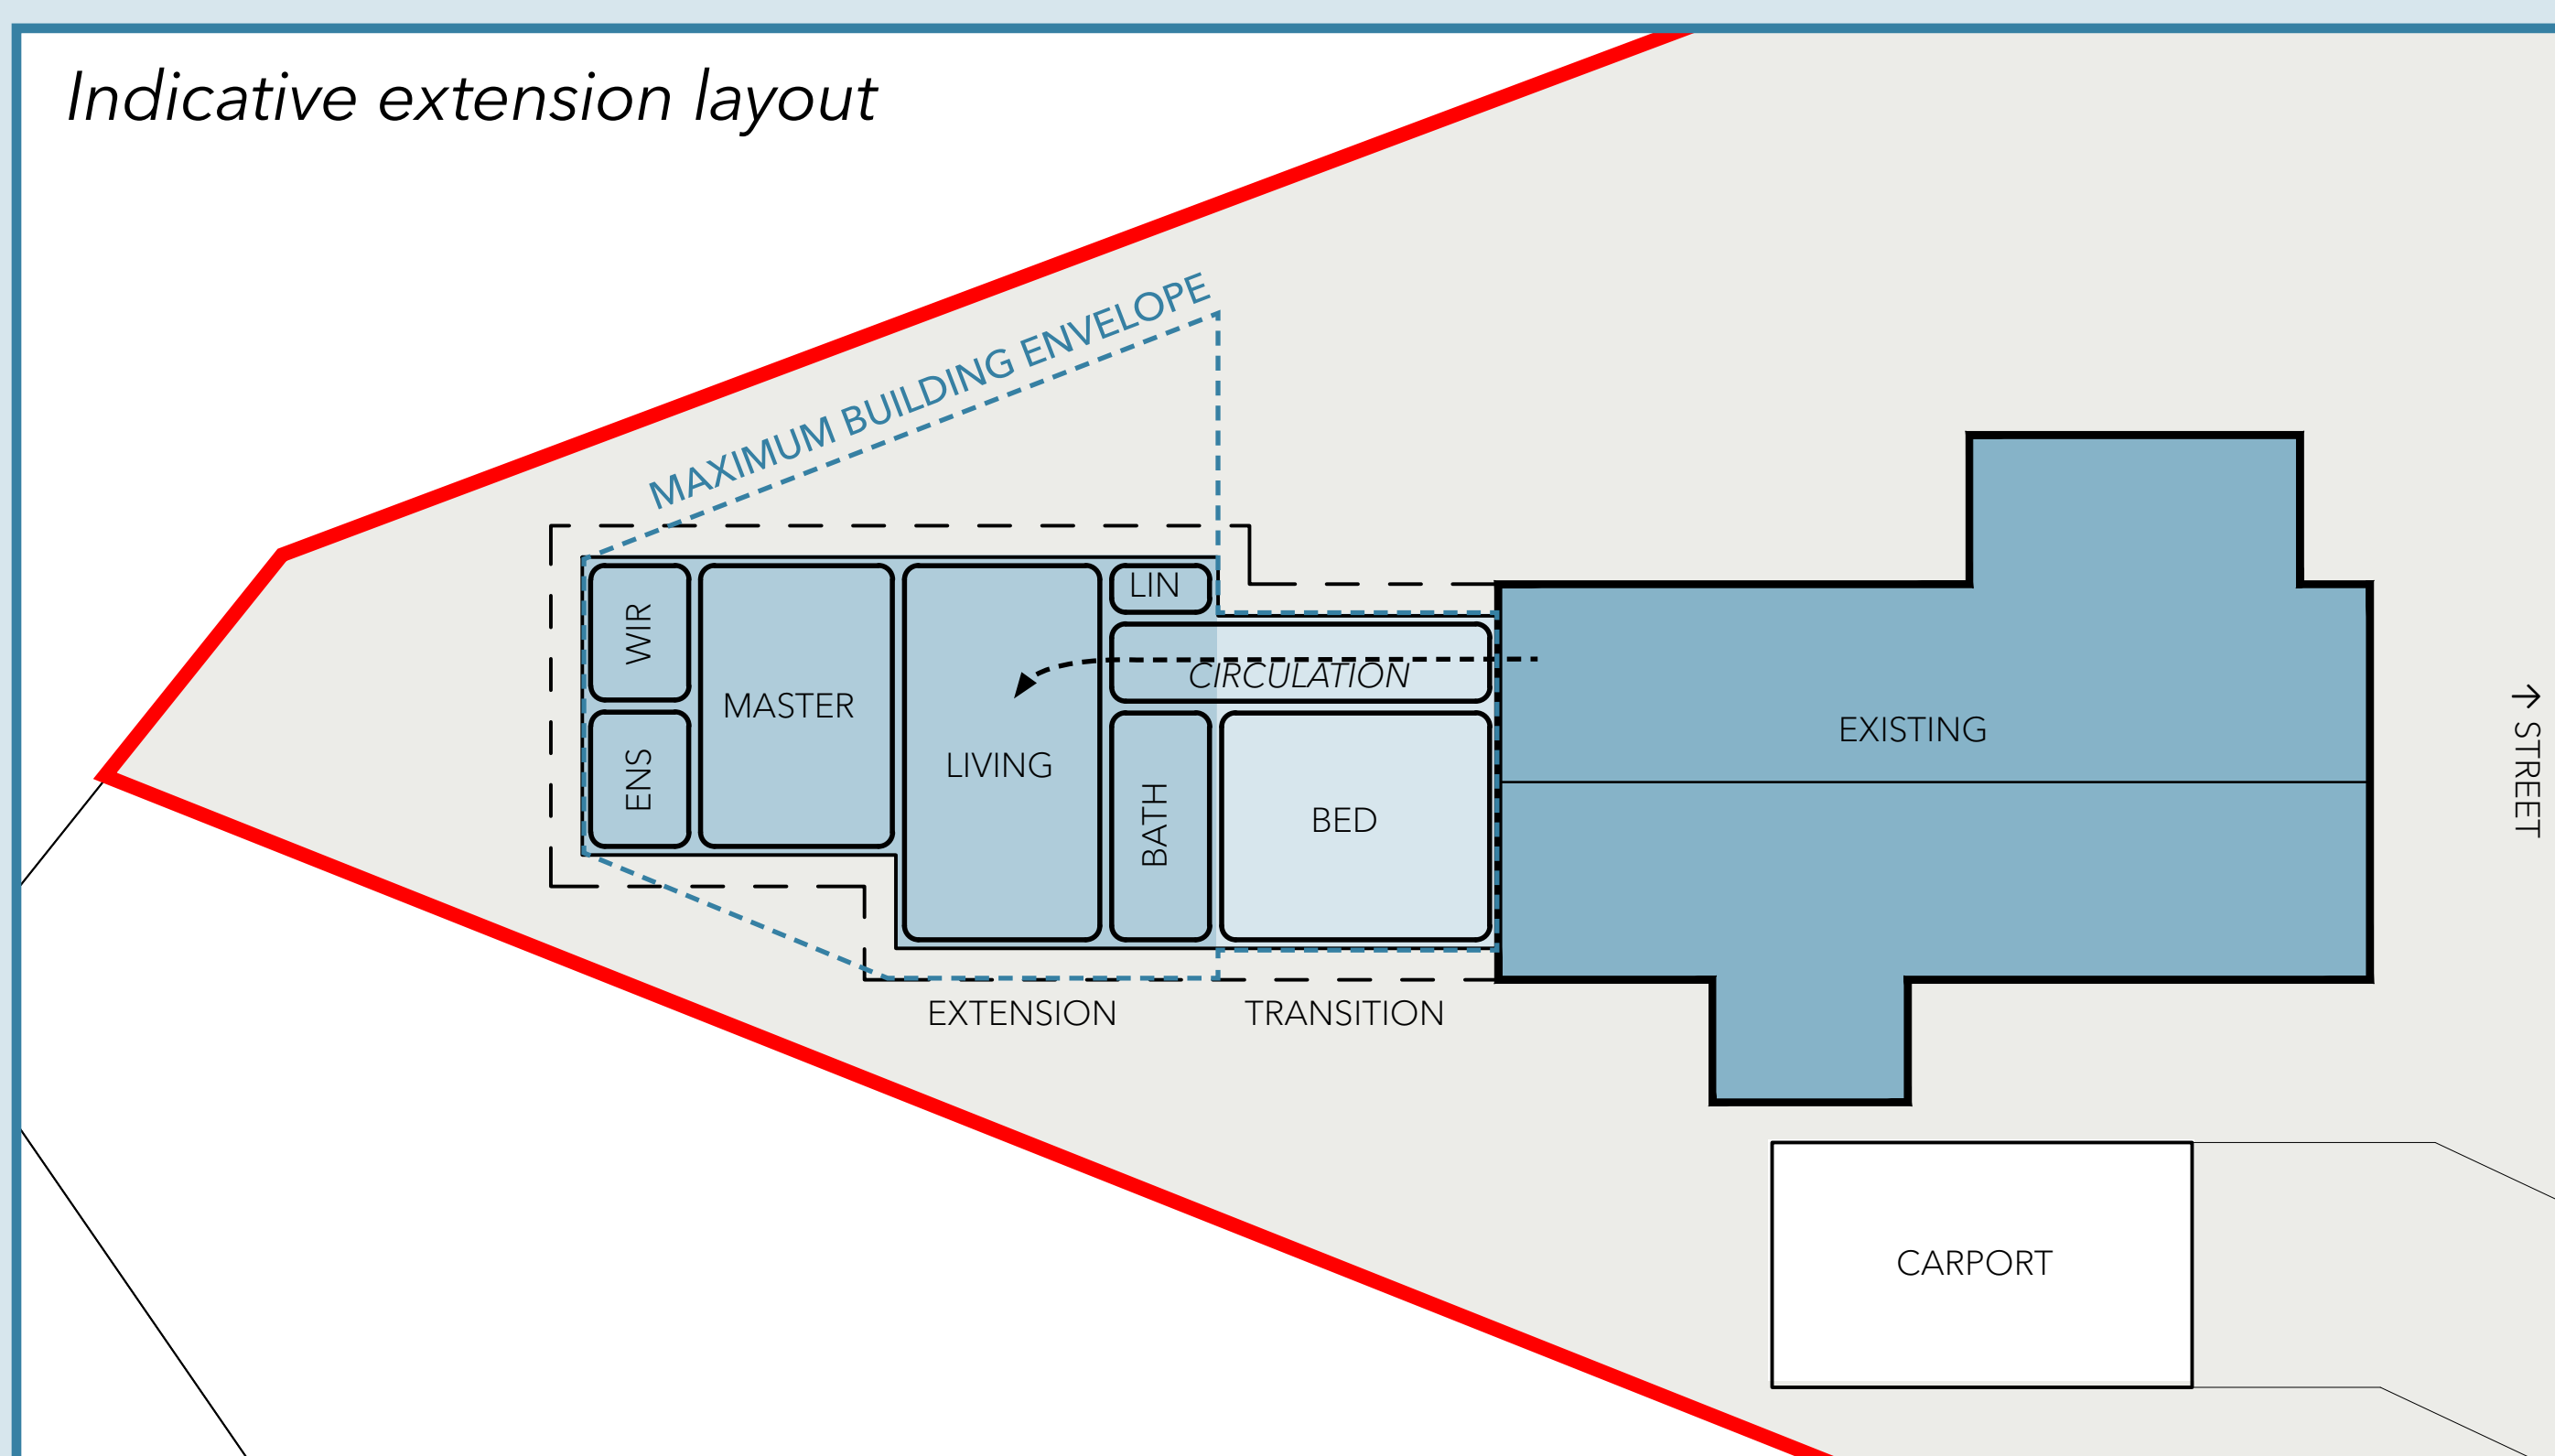 Indicative extension layout
MAXIMUM BUILDING ENVELOPE
WIR
MASTER
ENS
LIVING
LIN
CIRCULATION
BATH
BED
EXISTING
→ STREET
EXTENSION
TRANSITION
CARPORT